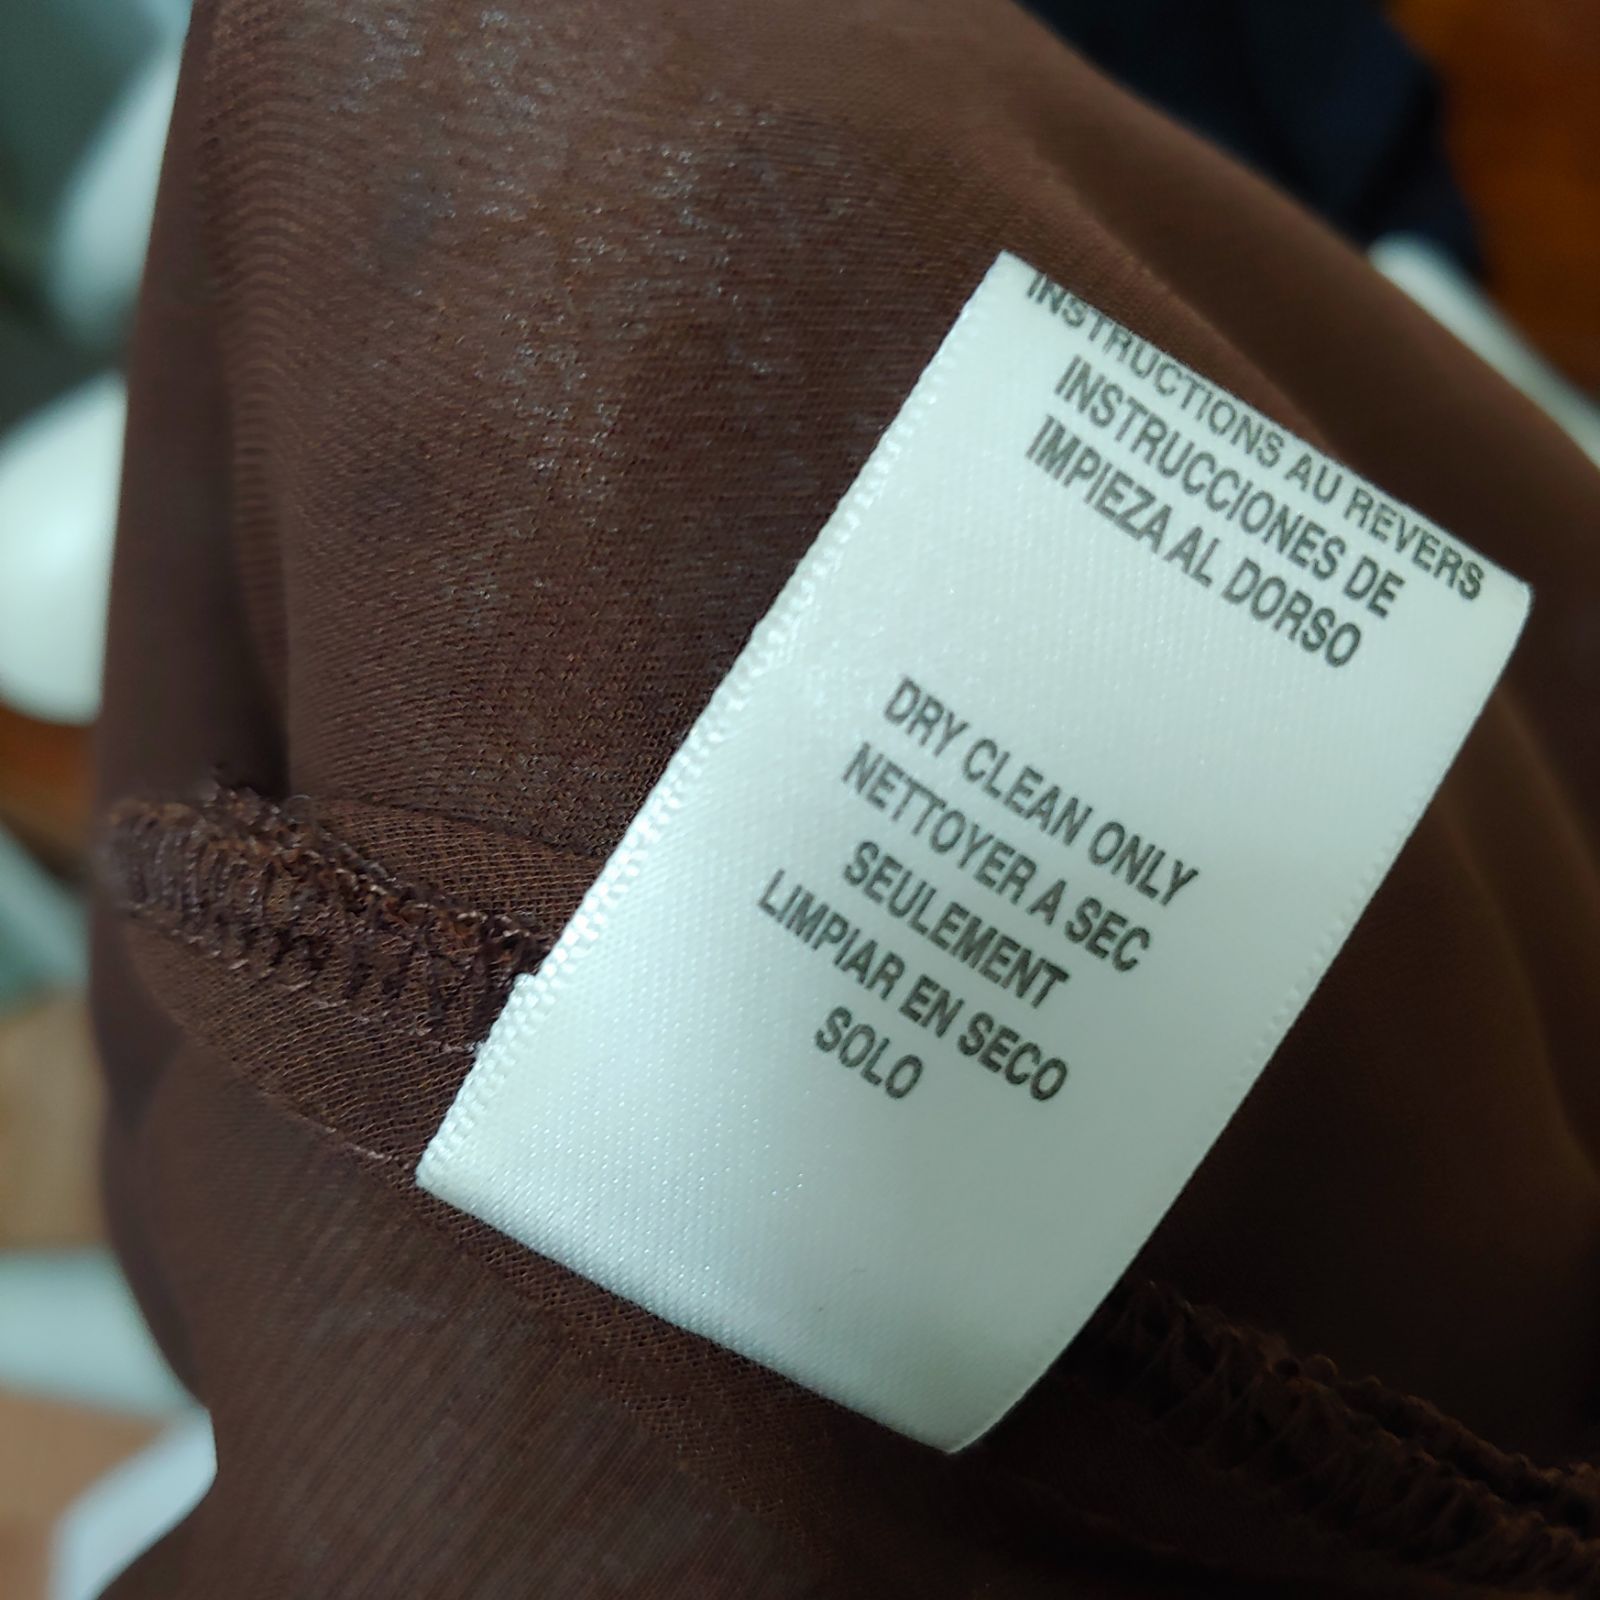 INSTRUCTIONS AU REVERS
INSTRUCCIONES DE
IMPIEZA AL DORSO
DRY CLEAN ONLY
NETTOYER A SEC
SEULEMENT
LIMPIAR EN SECO
SOLO